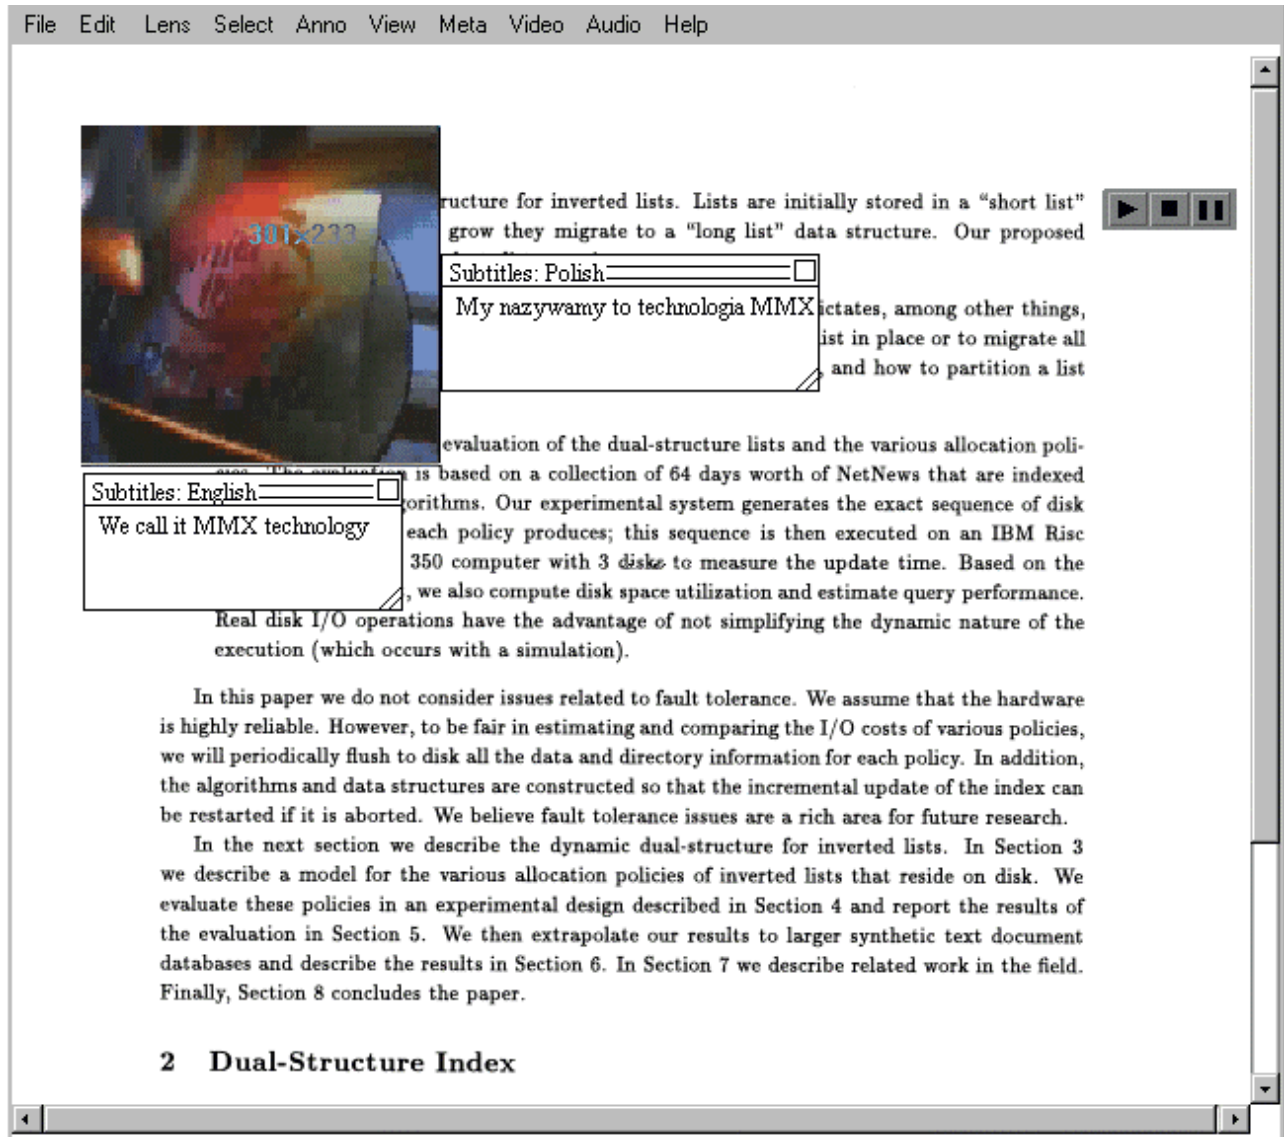 File Edit Lens Select Anno View Meta Video Audio Help
ructure for inverted lists. Lists are initially stored in a “short list”
301×233
grow they migrate to a “long list” data structure. Our proposed
Subtitles: Polish
My nazywamy to technologia MMX
ictates, among other things,
ist in place or to migrate all
and how to partition a list
evaluation of the dual-structure lists and the various allocation poli-
cies. The evaluation is based on a collection of 64 days worth of NetNews that are indexed
Subtitles: English
We call it MMX technology
gorithms. Our experimental system generates the exact sequence of disk
each policy produces; this sequence is then executed on an IBM Risc
350 computer with 3 disks to measure the update time. Based on the
, we also compute disk space utilization and estimate query performance.
Real disk I/O operations have the advantage of not simplifying the dynamic nature of the
execution (which occurs with a simulation).
In this paper we do not consider issues related to fault tolerance. We assume that the hardware
is highly reliable. However, to be fair in estimating and comparing the I/O costs of various policies,
we will periodically flush to disk all the data and directory information for each policy. In addition,
the algorithms and data structures are constructed so that the incremental update of the index can
be restarted if it is aborted. We believe fault tolerance issues are a rich area for future research.
In the next section we describe the dynamic dual-structure for inverted lists. In Section 3
we describe a model for the various allocation policies of inverted lists that reside on disk. We
evaluate these policies in an experimental design described in Section 4 and report the results of
the evaluation in Section 5. We then extrapolate our results to larger synthetic text document
databases and describe the results in Section 6. In Section 7 we describe related work in the field.
Finally, Section 8 concludes the paper.
2 Dual-Structure Index